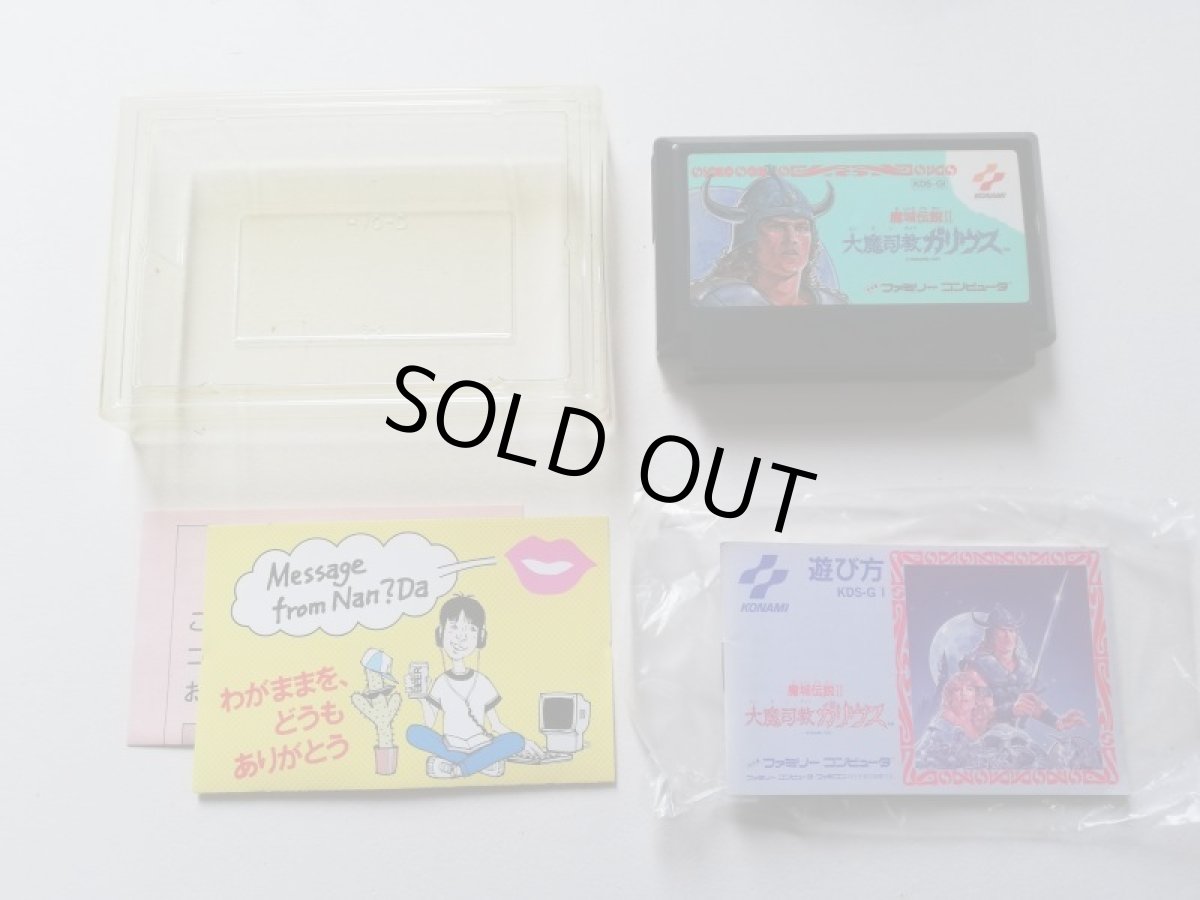 KDS-GI
KONAMI
魔城伝説II
大魔司教ガリウス
ファミリー コンピュータ
SOLD OUT
Message
from Nan?Da
わがままを、
どうも
ありがとう
BEER
こ
ニ
お
KONAMI
遊び方
KDS-G I
魔城伝説II
大魔司教ガリウス
ファミリー コンピュータ